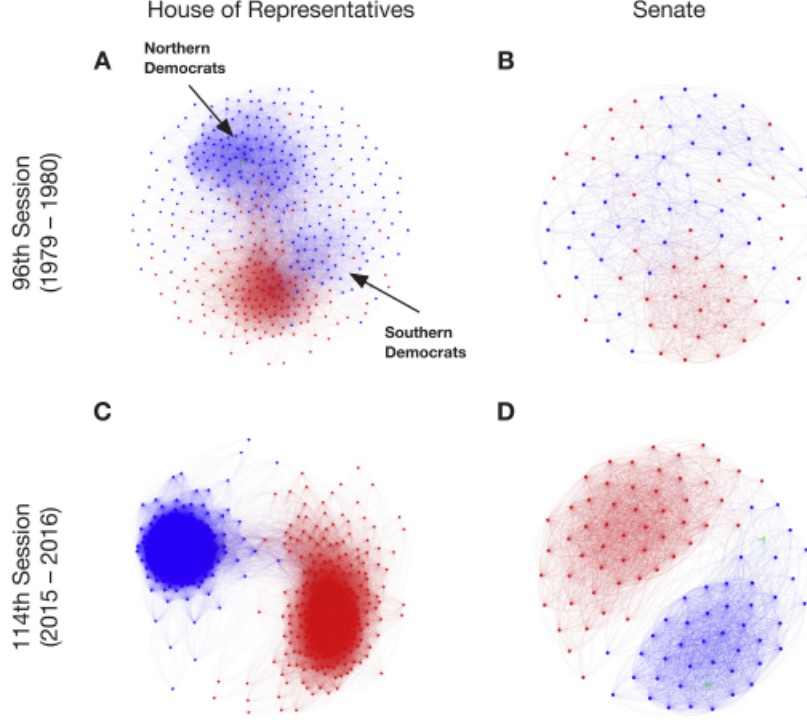 House of Representatives
Senate
A
Northern
Democrats
B
96th Session
(1979 – 1980)
Southern
Democrats
C
D
114th Session
(2015 – 2016)